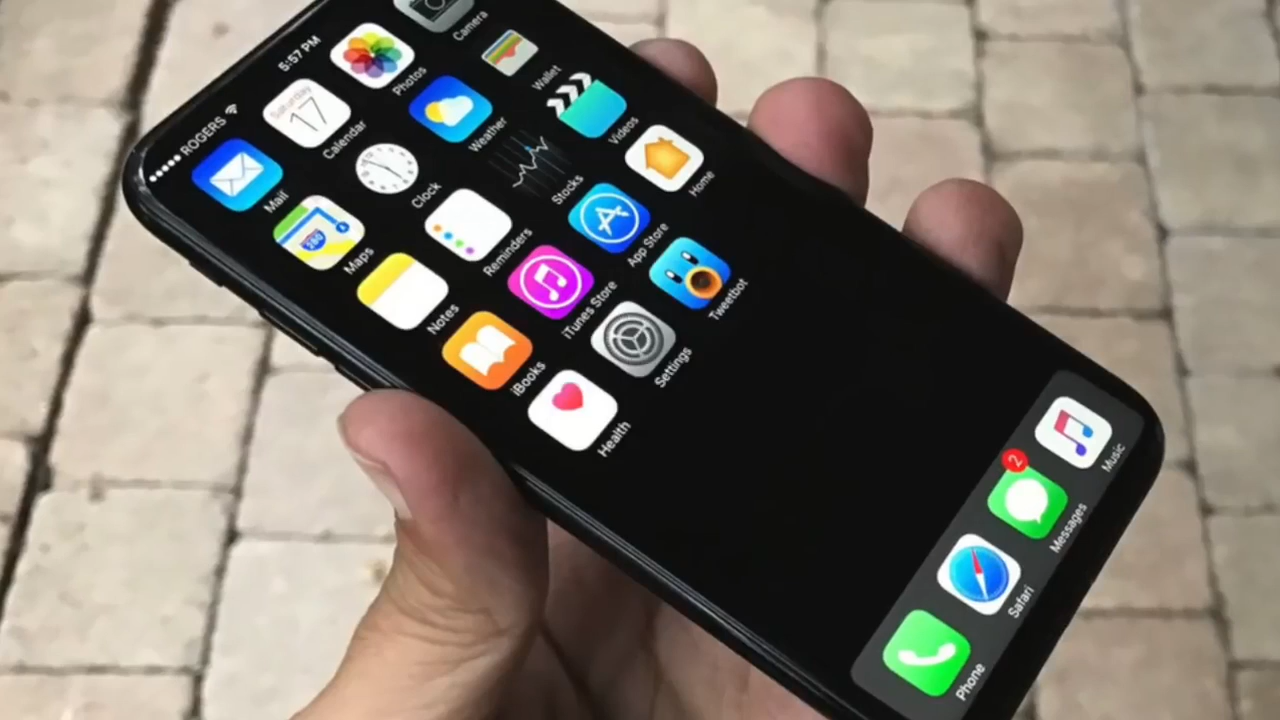 ROGERS
5:57 PM
Mail
Saturday
17
Calendar
Photos
Camera
280
Maps
Clock
Weather
Wallet
Notes
Reminders
Stocks
Videos
iBooks
iTunes Store
App Store
Home
Health
Settings
Tweetbot
Phone
Safari
2
Messages
Music